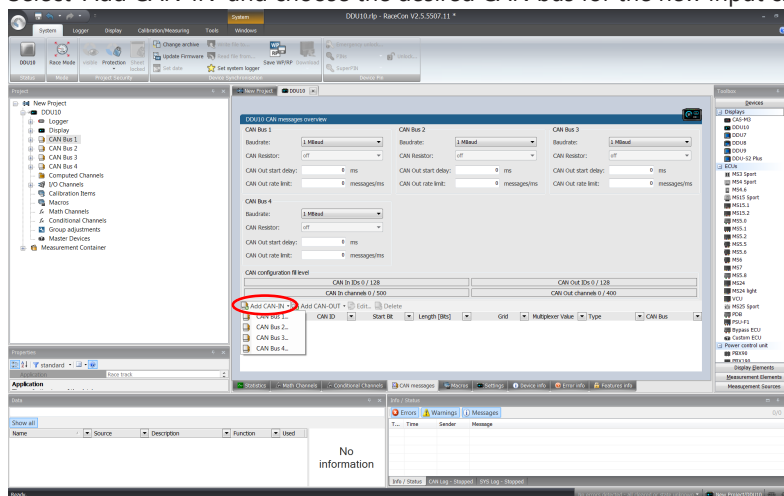 Select 'Add CAN-IN' and choose the desired CAN bus for the new input
System
DDU10.rlp - RaceCon V2.5.5507.11 *
System Logger Display Calibration/Measuring Tools Windows
DDU10
Race Mode
Protection
Change archive
Update Firmware
Set date
Set system logger
Save WP/RP
Download
Emergency unlock...
SuperPIN
Unlock...
Status Mode Project Security Device Synchronization Device Pin
Project
New Project
DDU10
Logger
Display
CAN Bus 1
CAN Bus 2
CAN Bus 3
CAN Bus 4
Computed Channels
I/O Channels
Calibration Items
Macros
Math Channels
Conditional Channels
Group adjustments
Master Devices
Measurement Container
New Project DDU10
DDU10 CAN messages overview
CAN Bus 1 CAN Bus 2 CAN Bus 3
Baudrate: 1 MBaud Baudrate: 1 MBaud Baudrate: 1 MBaud
CAN Resistor: off CAN Resistor: off CAN Resistor: off
CAN Out start delay: 0 ms CAN Out start delay: 0 ms CAN Out start delay: 0 ms
CAN Out rate limit: 0 messages/ms CAN Out rate limit: 0 messages/ms CAN Out rate limit: 0 messages/ms
CAN Bus 4
Baudrate: 1 MBaud
CAN Resistor: off
CAN Out start delay: 0 ms
CAN Out rate limit: 0 messages/ms
CAN configuration fill level
CAN In IDs 0 / 128 CAN Out IDs 0 / 128
CAN In channels 0 / 500 CAN Out channels 0 / 400
Add CAN-IN Add CAN-OUT Edit... Delete
CAN ID Start Bit Length [Bits] Grid Multiplexer Value Type CAN Bus
CAN Bus 1...
CAN Bus 2...
CAN Bus 3...
CAN Bus 4...
Statistics Math Channels Conditional Channels CAN messages Macros Settings Device info Error info Features info
Toolbox
Devices
Displays
CAS-M3
DDU10
DDU7
DDU8
DDU9
DDU-S2 Plus
ECUs
MS3 Sport
MS4 Sport
MS4.6
MS15 Sport
MS15.1
MS15.2
MS5.0
MS5.1
MS5.2
MS5.5
MS5.6
MS6
MS7
MS5.8
MS24
MS24 light
VCU
MS25 Sport
PDB
PSU-F1
Bypass ECU
Custom ECU
Power control unit
PBX90
PBX190
Display Elements
Measurement Elements
Measurement Sources
Properties
standard
Application Race track
Application
Data
Show all
Name Source Description Function Used
No
information
Info / Status
Errors Warnings Messages 0/0
T... Time Sender Message
Info / Status CAN Log - Stopped SYS Log - Stopped
Ready
New Project/DDU10